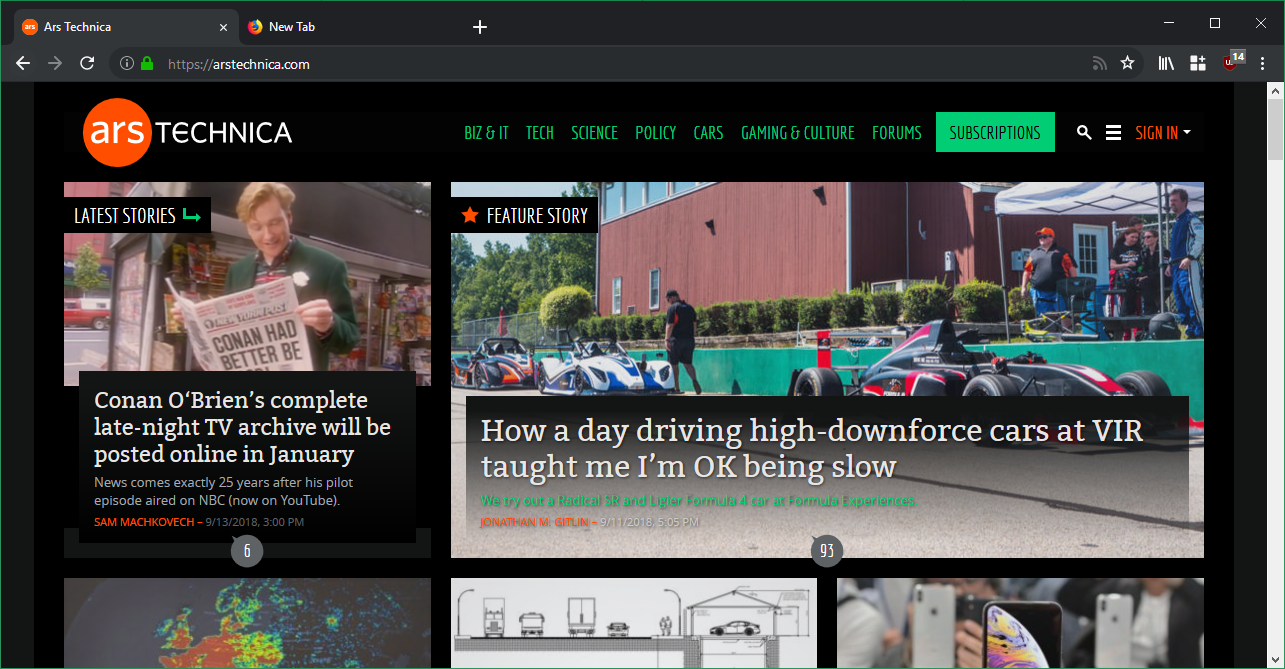 ars
Ars Technica
New Tab
https://arstechnica.com
14
ars TECHNICA
BIZ & IT
TECH
SCIENCE
POLICY
CARS
GAMING & CULTURE
FORUMS
SUBSCRIPTIONS
SIGN IN
LATEST STORIES
CONAN HAD
BETTER BE
Conan O‘Brien’s complete
late-night TV archive will be
posted online in January
News comes exactly 25 years after his pilot
episode aired on NBC (now on YouTube).
SAM MACHKOVECH – 9/13/2018, 3:00 PM
6
FEATURE STORY
How a day driving high-downforce cars at VIR
taught me I’m OK being slow
We try out a Radical SR and Ligier Formula 4 car at Formula Experiences.
JONATHAN M. GITLIN – 9/11/2018, 5:05 PM
93